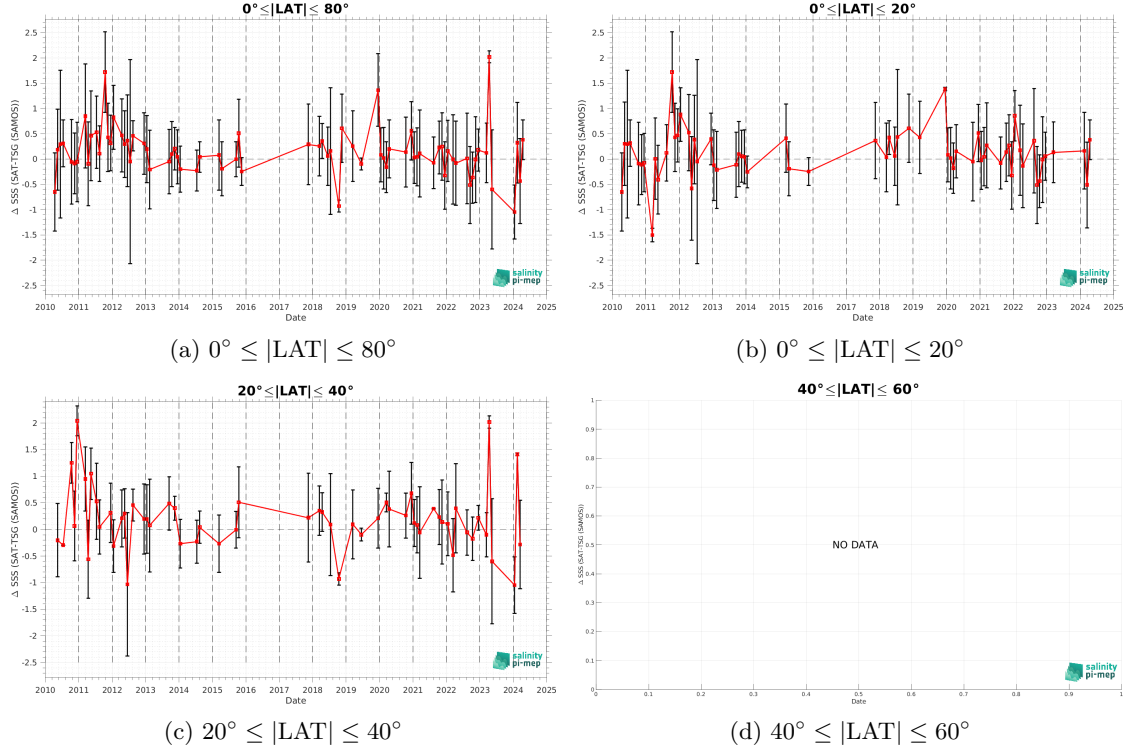 0°≤|LAT|≤ 80°
Δ SSS (SAT-TSG (SAMOS))
2
1.5
1
0.5
0
-0.5
-1
-1.5
-2
-2.5
2010 2011 2012 2013 2014 2015 2016 2017 2018 2019 2020 2021 2022 2023 2024 2025
Date
salinity
pi-mep
(a) 0° ≤ |LAT| ≤ 80°
0°≤|LAT|≤ 20°
Δ SSS (SAT-TSG (SAMOS))
2.5
2
1.5
1
0.5
0
-0.5
-1
-1.5
-2
-2.5
2010 2011 2012 2013 2014 2015 2016 2017 2018 2019 2020 2021 2022 2023 2024 2025
Date
salinity
pi-mep
(b) 0° ≤ |LAT| ≤ 20°
20°≤|LAT|≤ 40°
Δ SSS (SAT-TSG (SAMOS))
2
1.5
1
0.5
0
-0.5
-1
-1.5
-2
-2.5
2010 2011 2012 2013 2014 2015 2016 2017 2018 2019 2020 2021 2022 2023 2024 2025
Date
salinity
pi-mep
(c) 20° ≤ |LAT| ≤ 40°
40°≤|LAT|≤ 60°
Δ SSS (SAT-TSG (SAMOS))
1
0.9
0.8
0.7
0.6
0.5
0.4
0.3
0.2
0.1
0
NO DATA
0 0.1 0.2 0.3 0.4 0.5 0.6 0.7 0.8 0.9 1
Date
salinity
pi-mep
(d) 40° ≤ |LAT| ≤ 60°